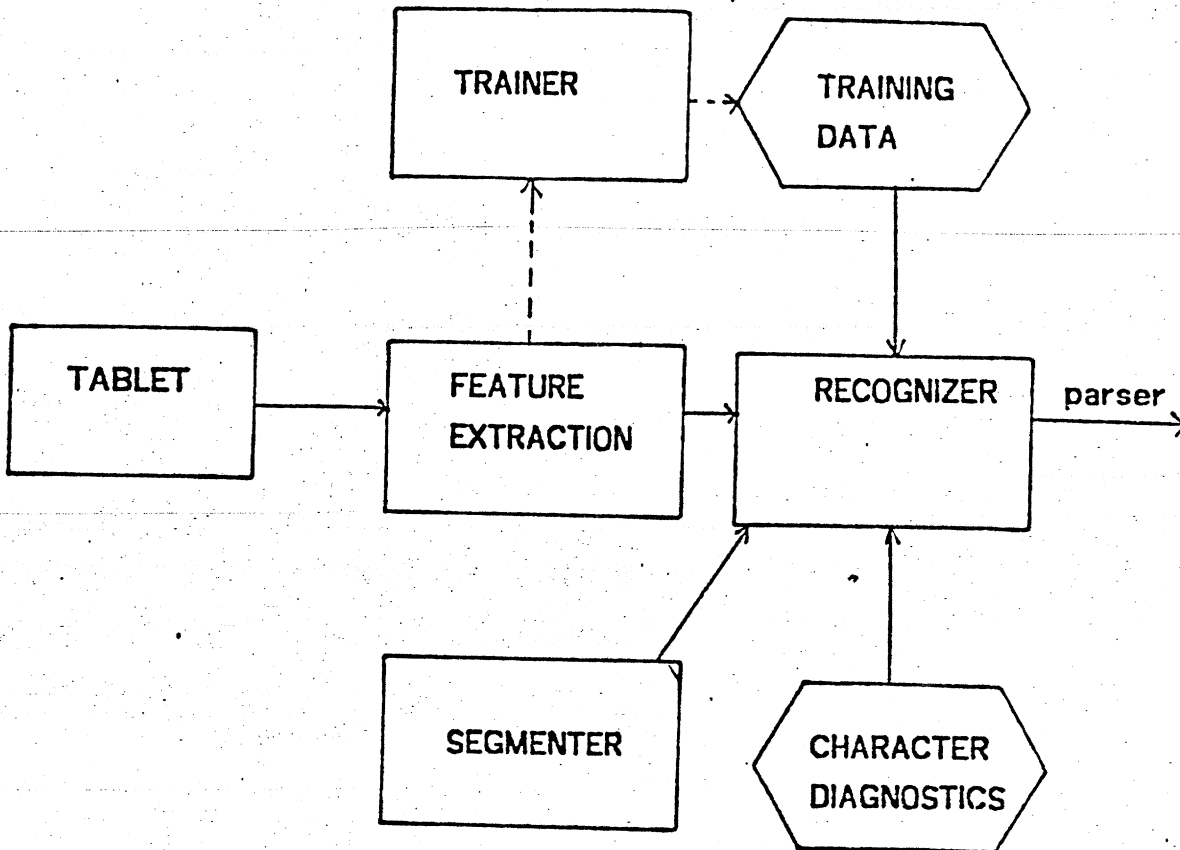 TRAINER
TRAINING
DATA
TABLET
FEATURE
EXTRACTION
RECOGNIZER
parser
SEGMENTER
CHARACTER
DIAGNOSTICS